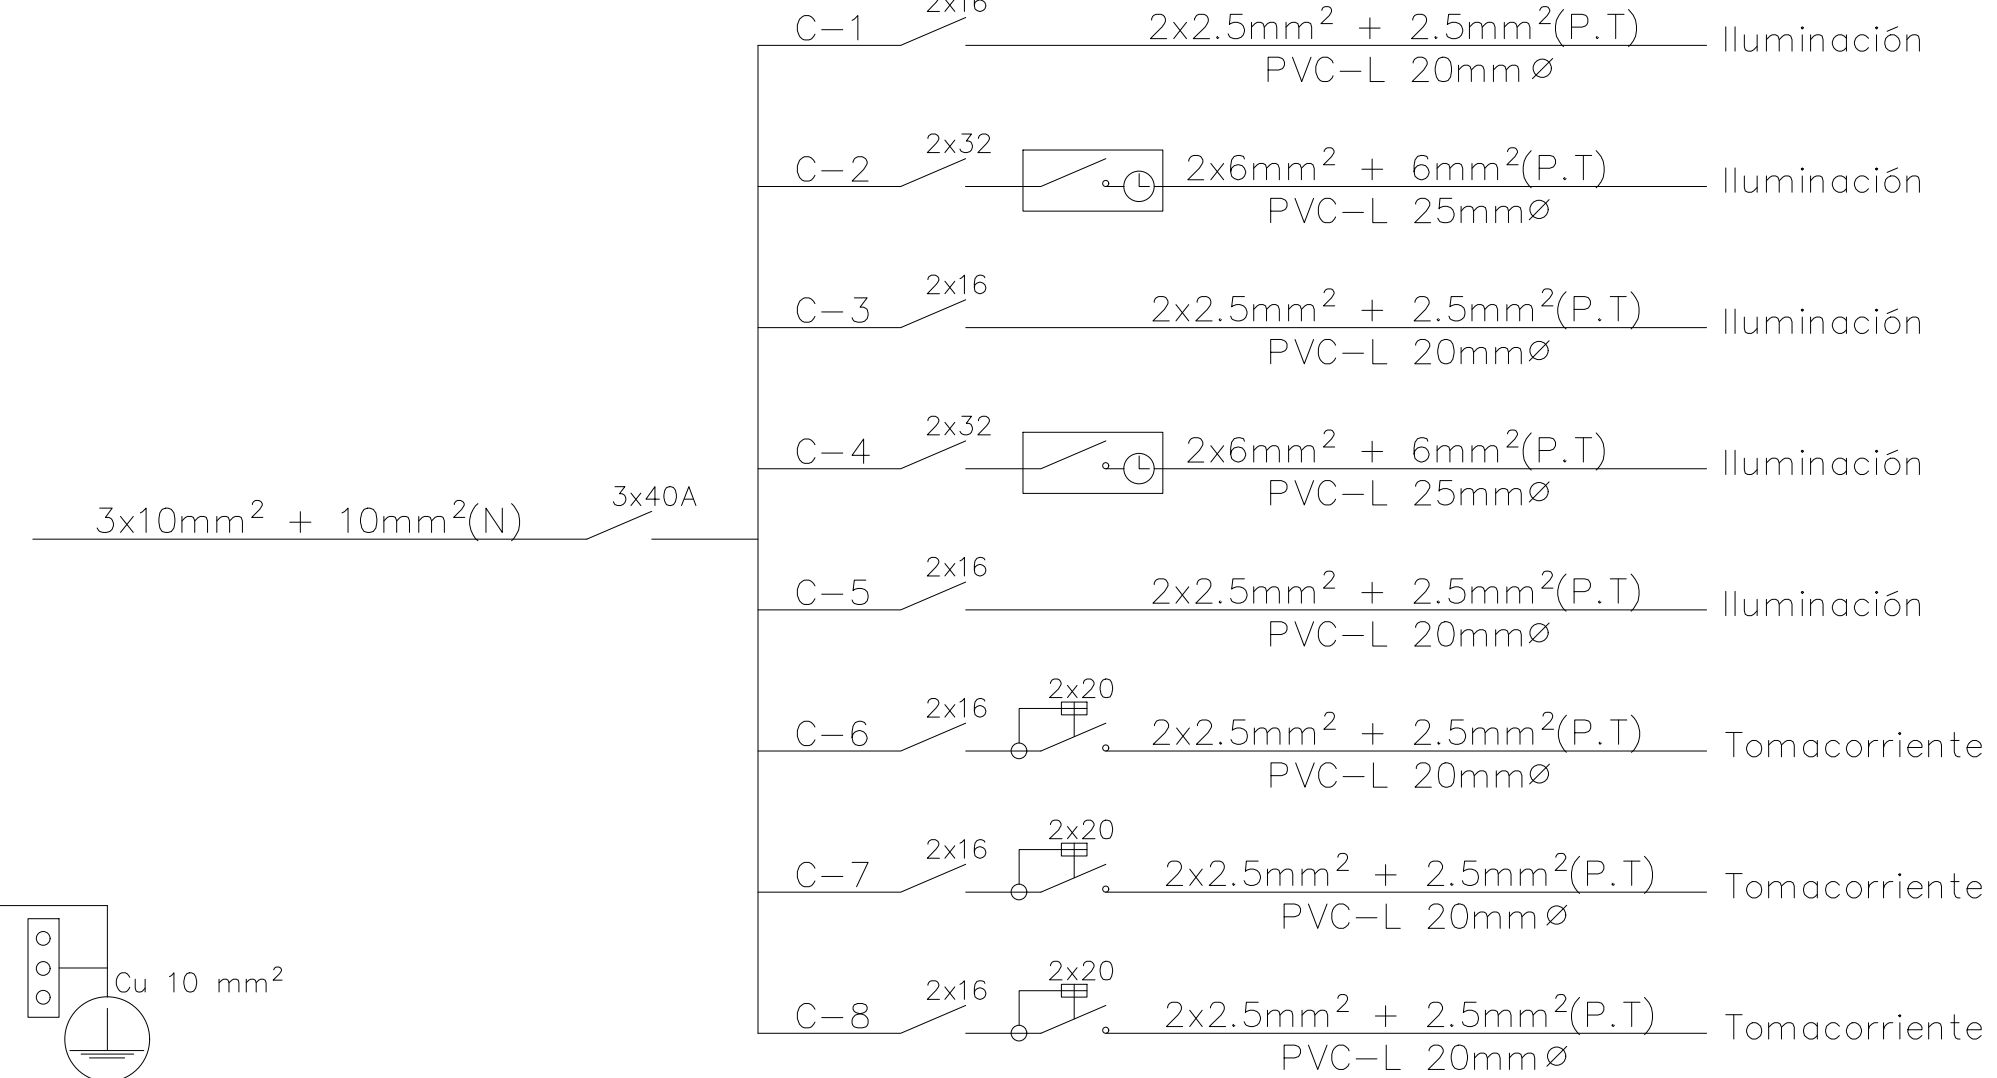 2x16
C-1 2x2.5mm² + 2.5mm²(P.T) Iluminación
PVC-L 20mmØ
2x32
C-2 2x6mm² + 6mm²(P.T) Iluminación
PVC-L 25mmØ
2x16
C-3 2x2.5mm² + 2.5mm²(P.T) Iluminación
PVC-L 20mmØ
2x32
C-4 2x6mm² + 6mm²(P.T) Iluminación
PVC-L 25mmØ
3x40A
3x10mm² + 10mm²(N)
2x16
C-5 2x2.5mm² + 2.5mm²(P.T) Iluminación
PVC-L 20mmØ
2x20
2x16
C-6 2x2.5mm² + 2.5mm²(P.T) Tomacorriente
PVC-L 20mmØ
2x20
2x16
C-7 2x2.5mm² + 2.5mm²(P.T) Tomacorriente
PVC-L 20mmØ
2x20
2x16
C-8 2x2.5mm² + 2.5mm²(P.T) Tomacorriente
PVC-L 20mmØ
Cu 10 mm²